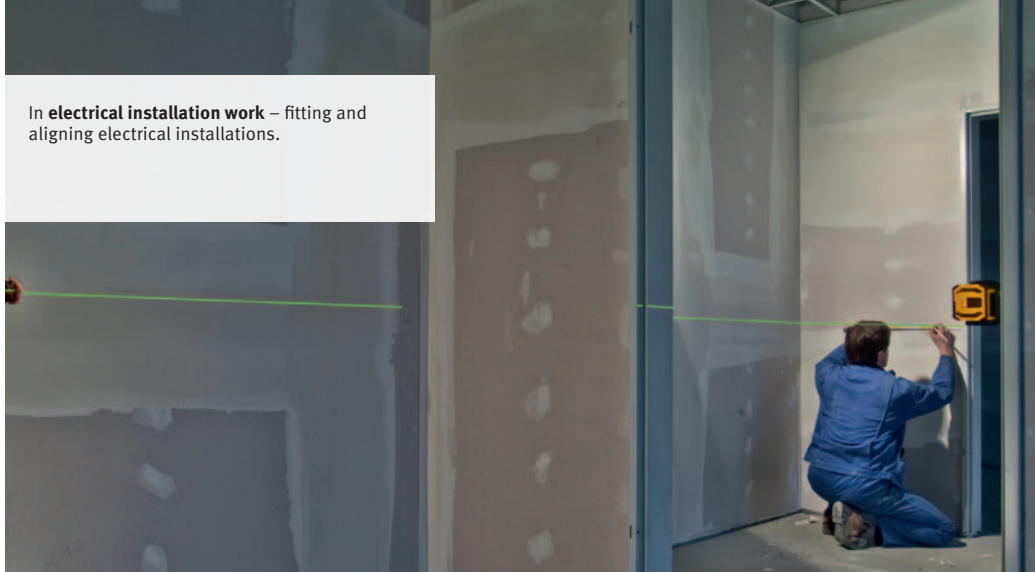 In electrical installation work – fitting and
aligning electrical installations.